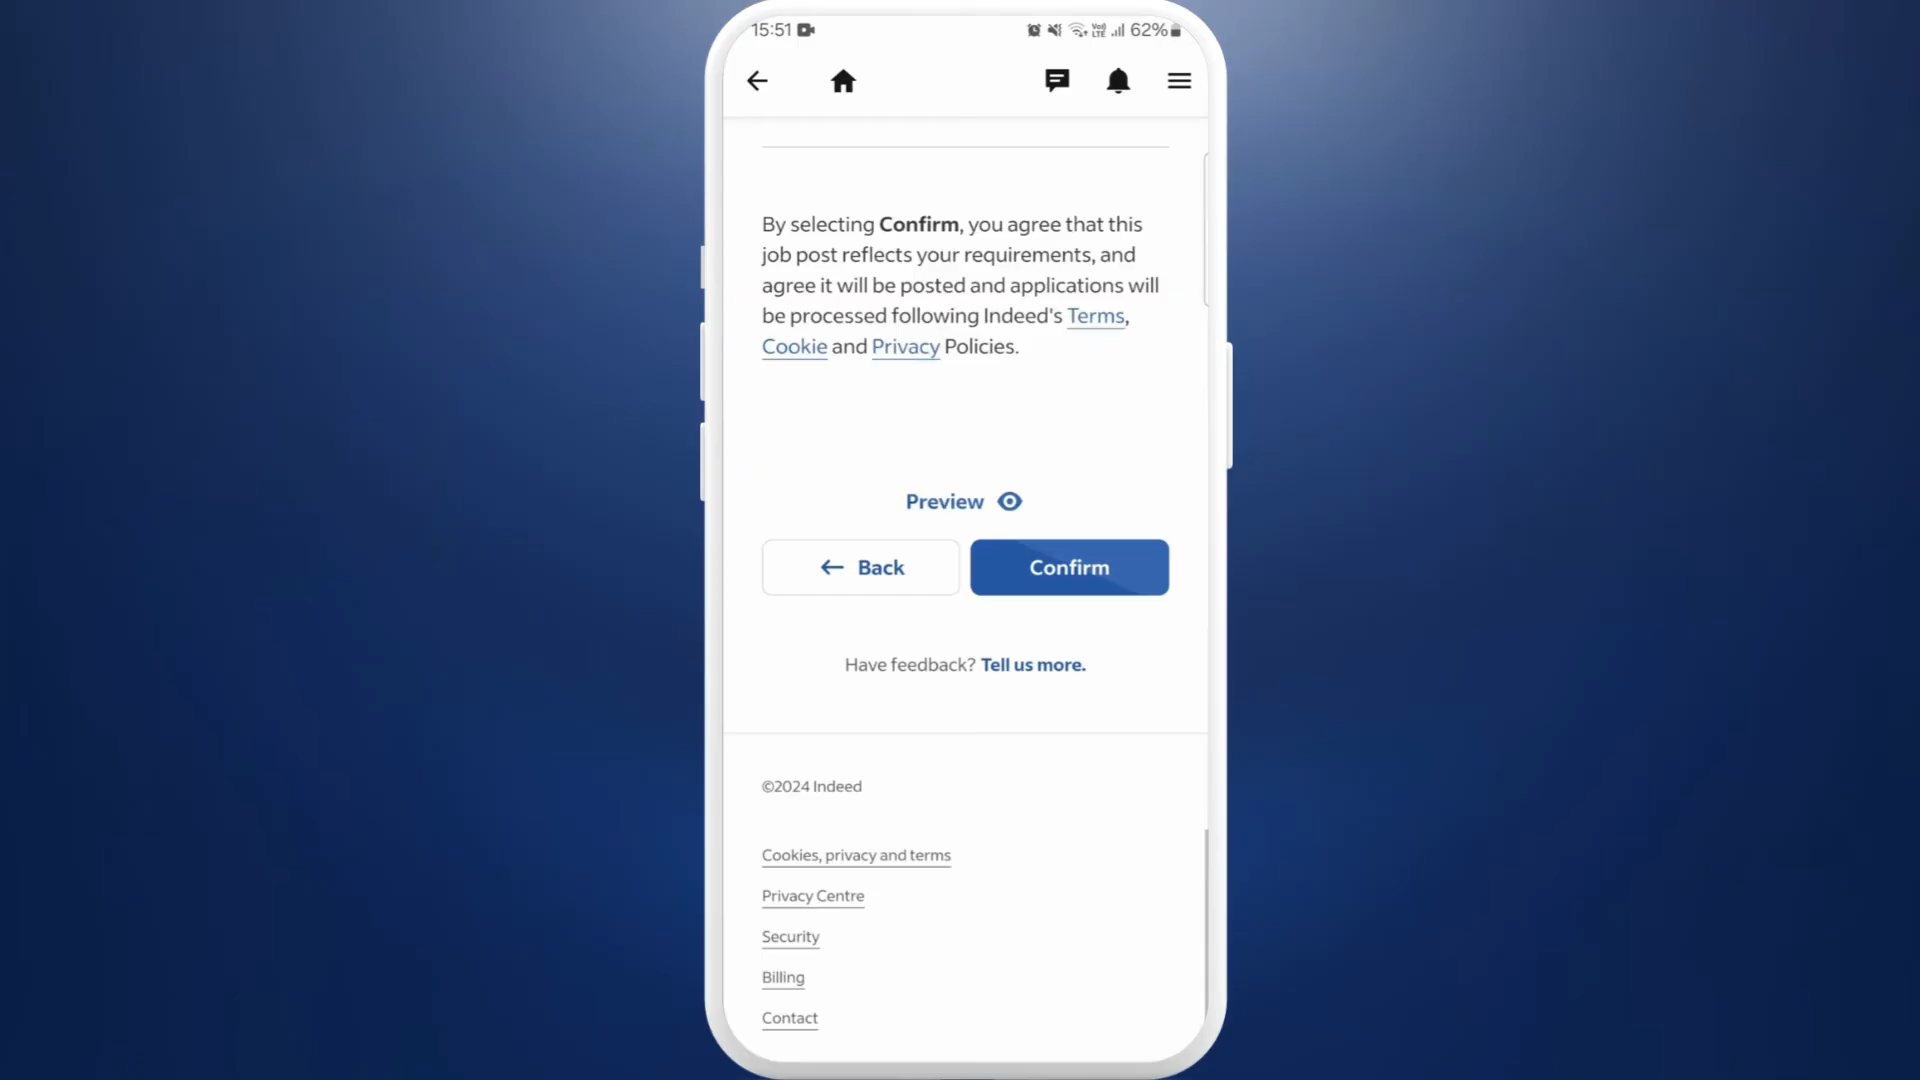 15:51
Vo) LTE 62%
By selecting Confirm, you agree that this
job post reflects your requirements, and
agree it will be posted and applications will
be processed following Indeed's Terms,
Cookie and Privacy Policies.
Preview
Back
Confirm
Have feedback? Tell us more.
©2024 Indeed
Cookies, privacy and terms
Privacy Centre
Security
Billing
Contact